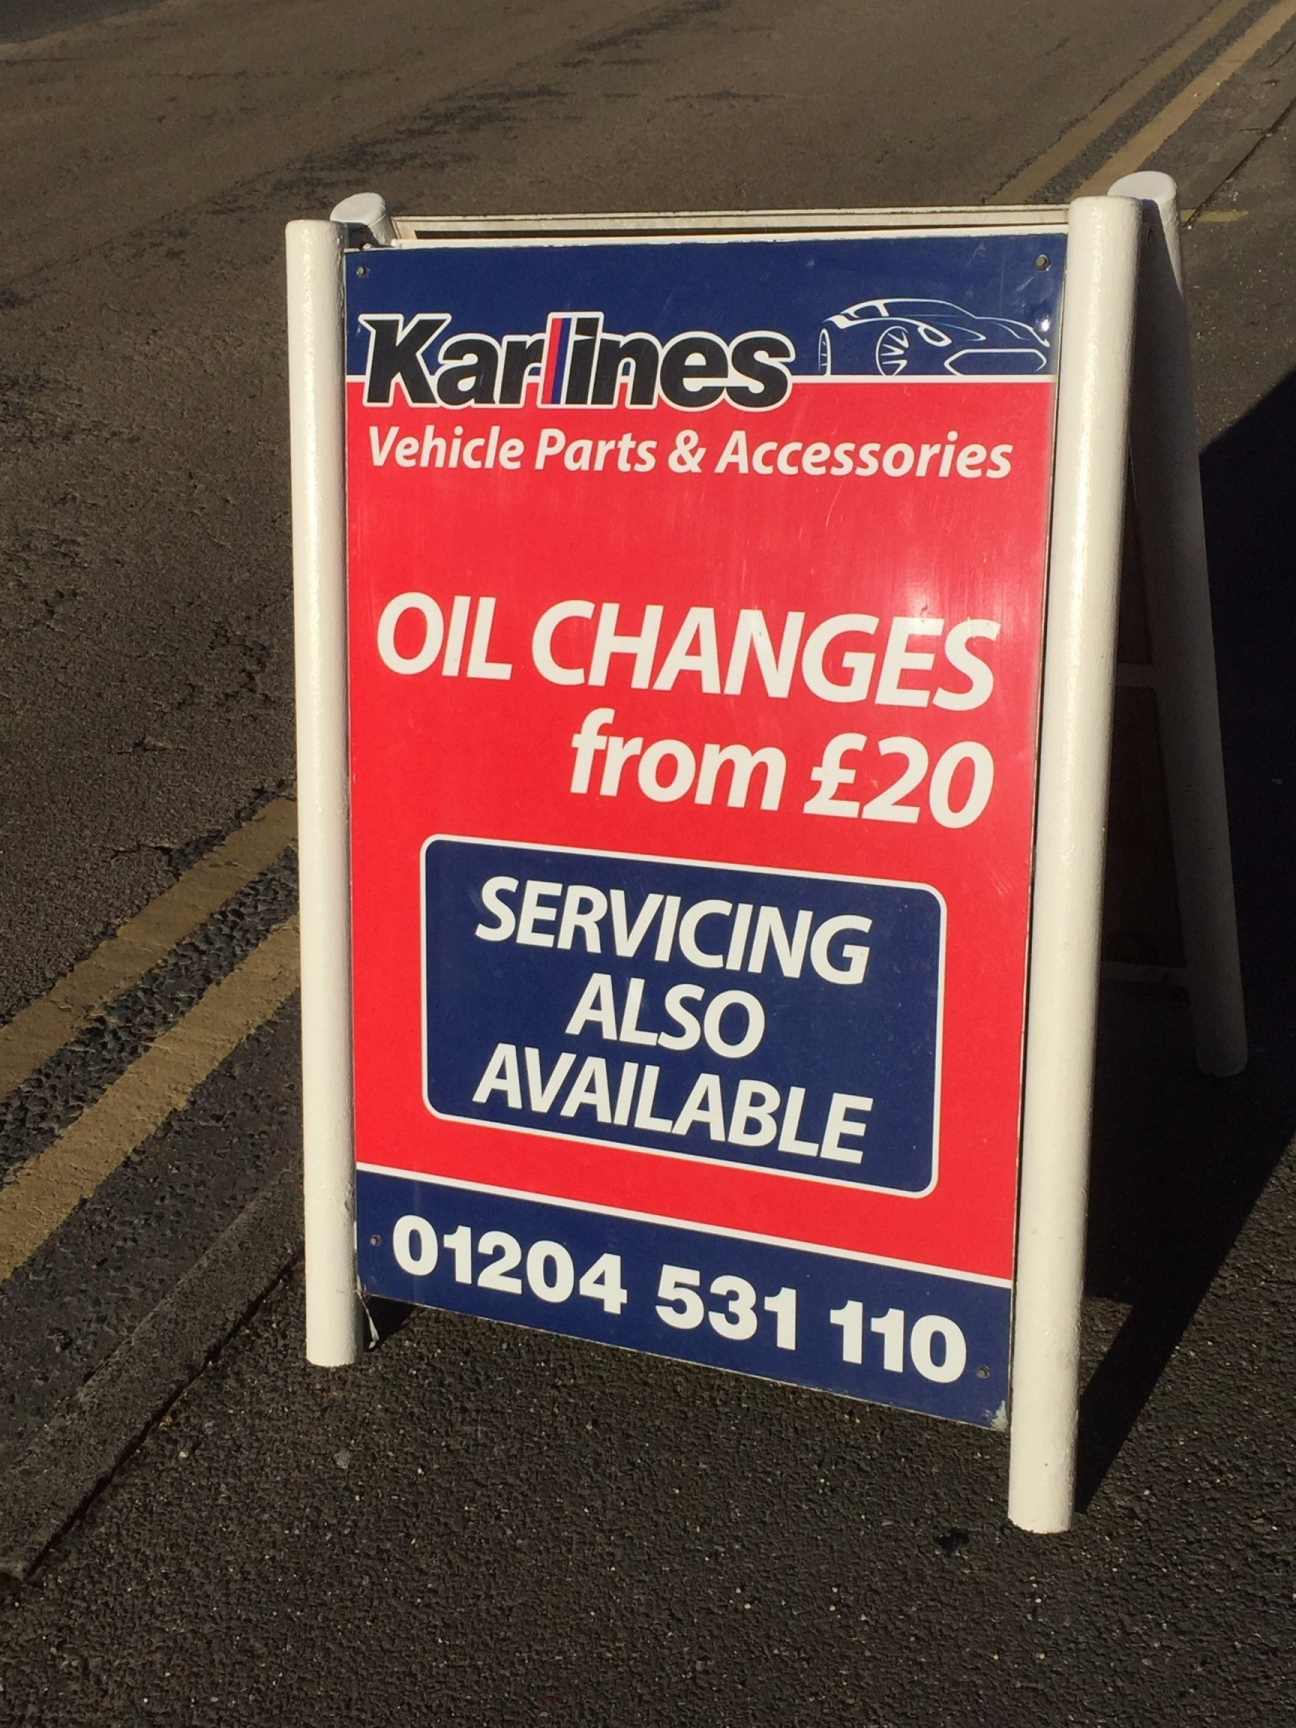 Karlines
Vehicle Parts & Accessories
OIL CHANGES
from £20
SERVICING
ALSO
AVAILABLE
01204 531 110